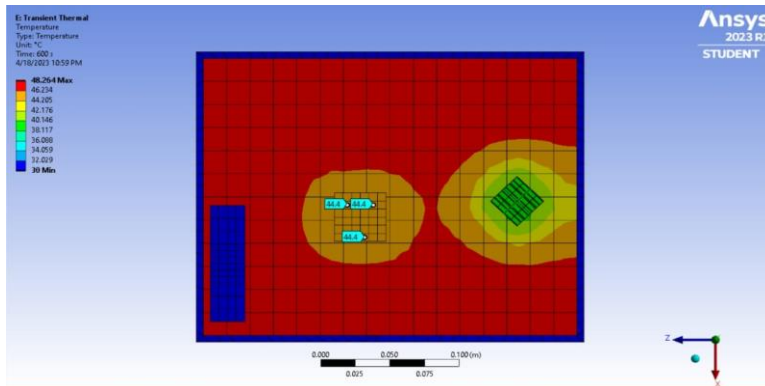 E: Transient Thermal
Temperature
Type: Temperature
Unit: °C
Time: 600 s
4/18/2023 10:59 PM
48.264 Max
46.234
44.205
42.176
40.146
38.117
36.088
34.059
32.029
30 Min
Ansys
2023 R2
STUDENT
44.4 44.4
44.4
0.000 0.050 0.100 (m)
0.025 0.075
Z
X